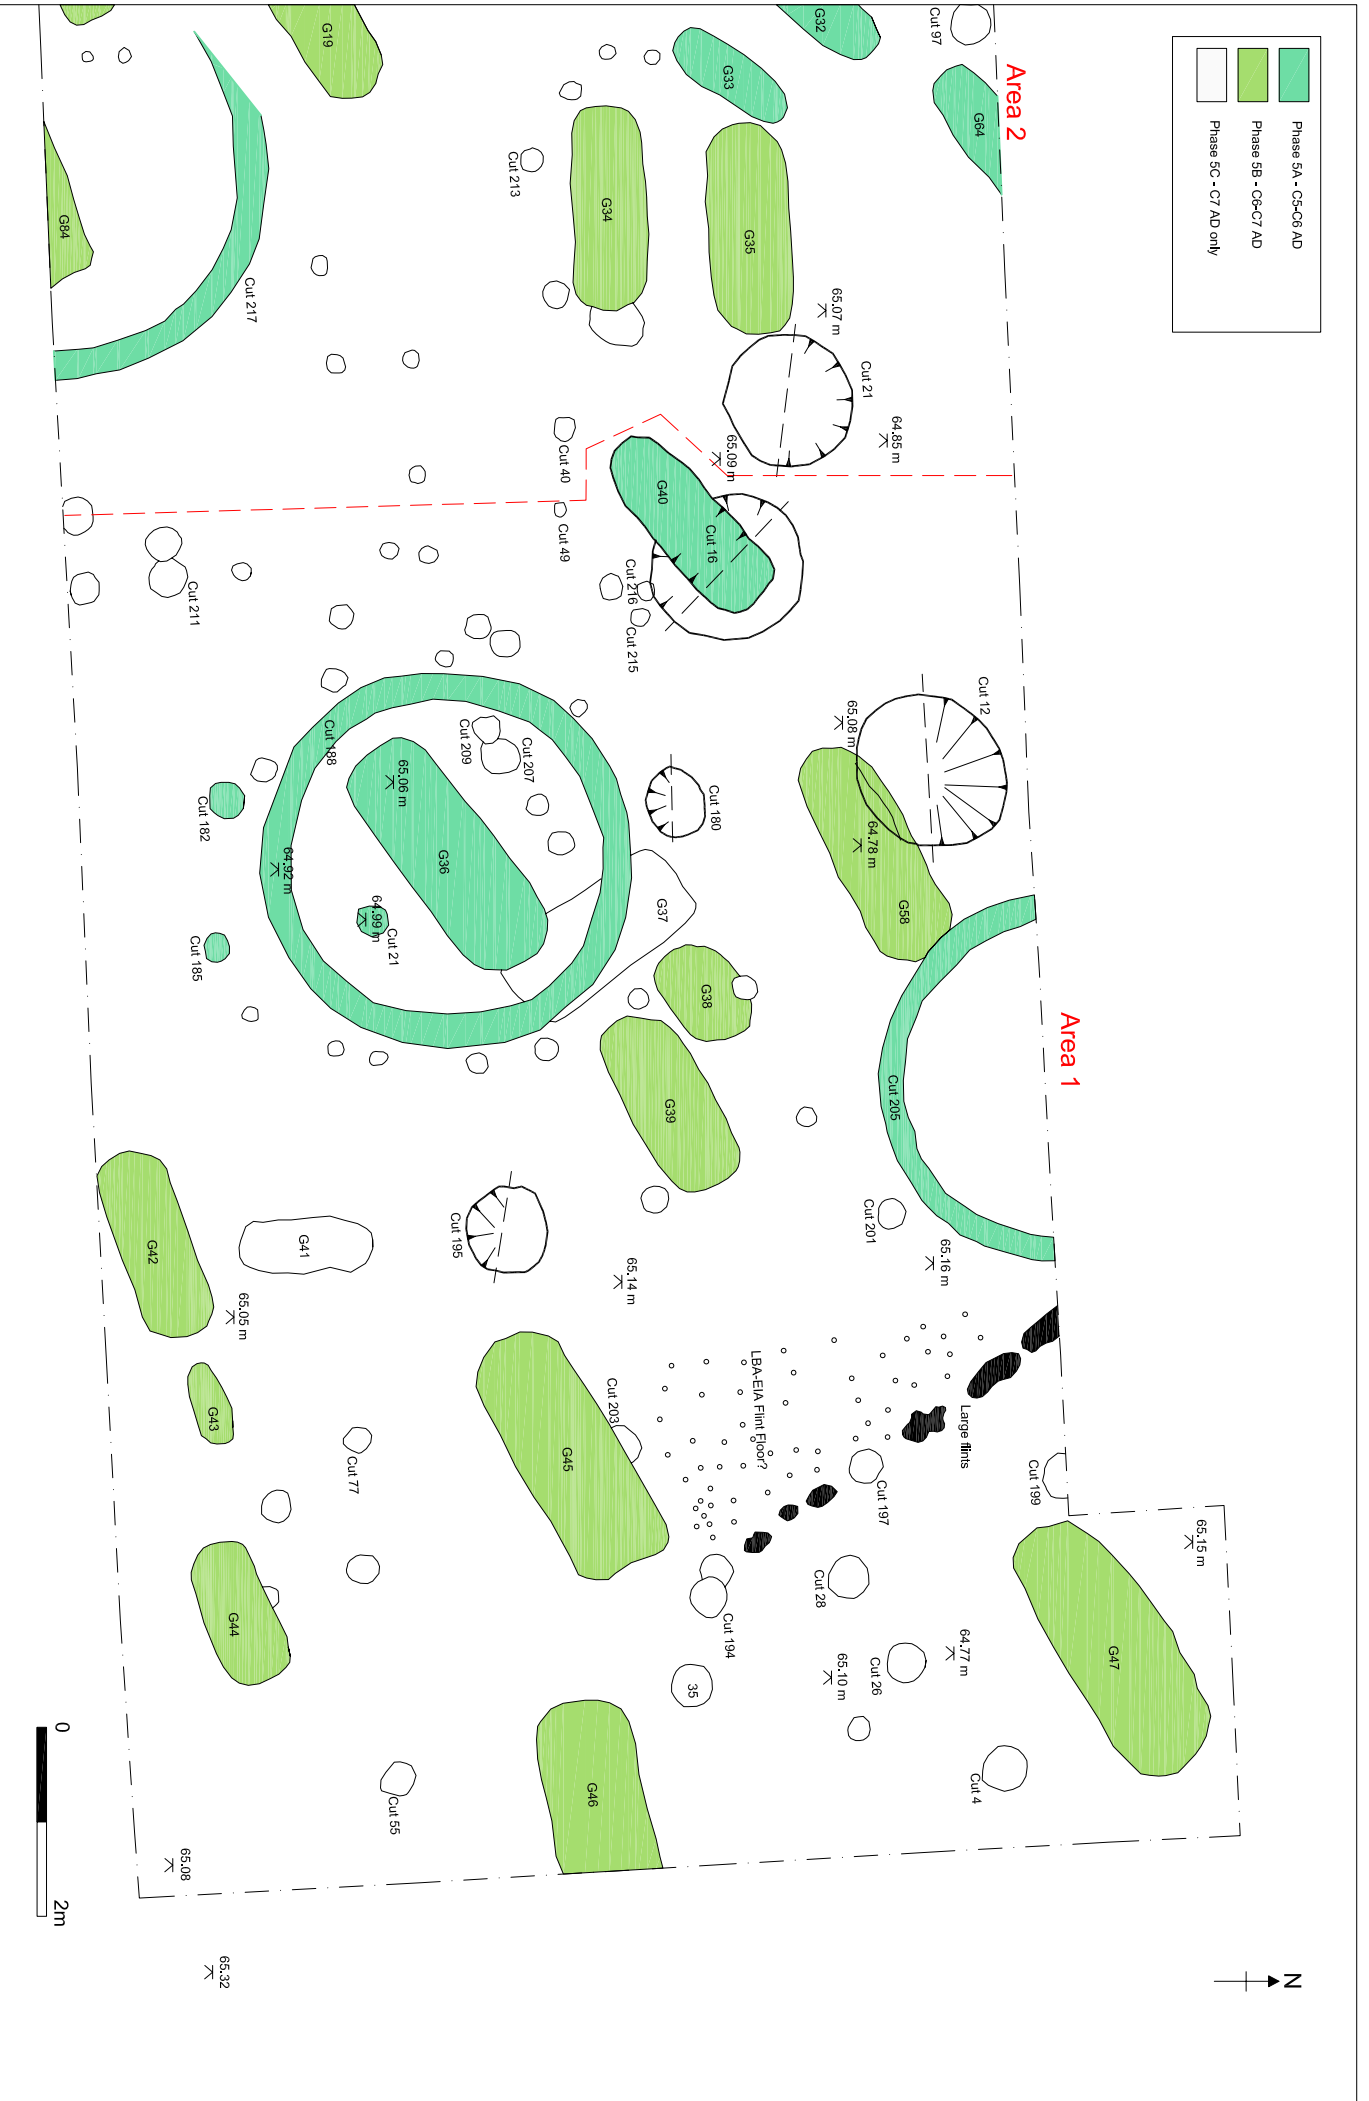 Phase 5A - C5-C6 AD
Phase 5B - C6-C7 AD
Phase 5C - C7 AD only
Area 2
Area 1
N
Cut 97
G32
G33
G64
G19
G84
Cut 217
Cut 213
G34
G35
65.07 m
Cut 21
64.85 m
65.09 m
Cut 40
Cut 49
G40
Cut 16
Cut 216
Cut 215
Cut 211
Cut 12
65.08 m
64.78 m
G58
Cut 180
Cut 188
Cut 209
Cut 207
65.06 m
G36
Cut 182
64.92 m
64.99 m
Cut 21
Cut 185
G37
G38
G39
Cut 205
Cut 201
65.16 m
65.14 m
Cut 195
G41
G42
65.05 m
G43
Cut 77
G44
Cut 203
G45
LBA-EIA Flint Floor?
Large flints
Cut 197
Cut 199
65.15 m
G47
Cut 28
Cut 194
35
Cut 26
64.77 m
65.10 m
Cut 4
G46
Cut 55
65.08
65.32
0
2m